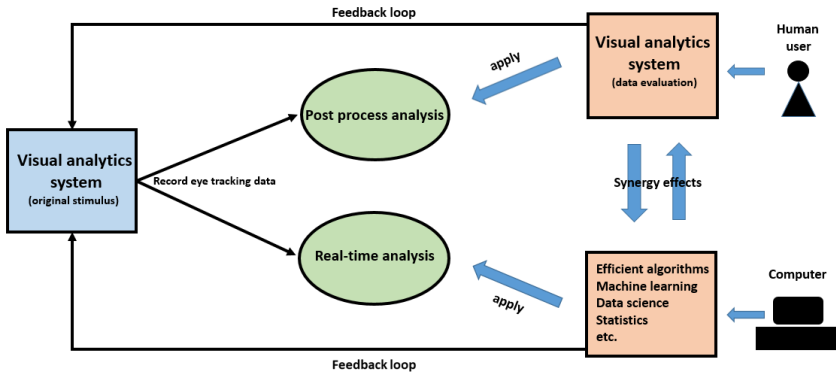 Feedback loop
Human
user
Visual analytics
system
(data evaluation)
apply
Post process analysis
Visual analytics
system
(original stimulus)
Record eye tracking data
Synergy effects
Real-time analysis
apply
Efficient algorithms
Machine learning
Data science
Statistics
etc.
Computer
Feedback loop